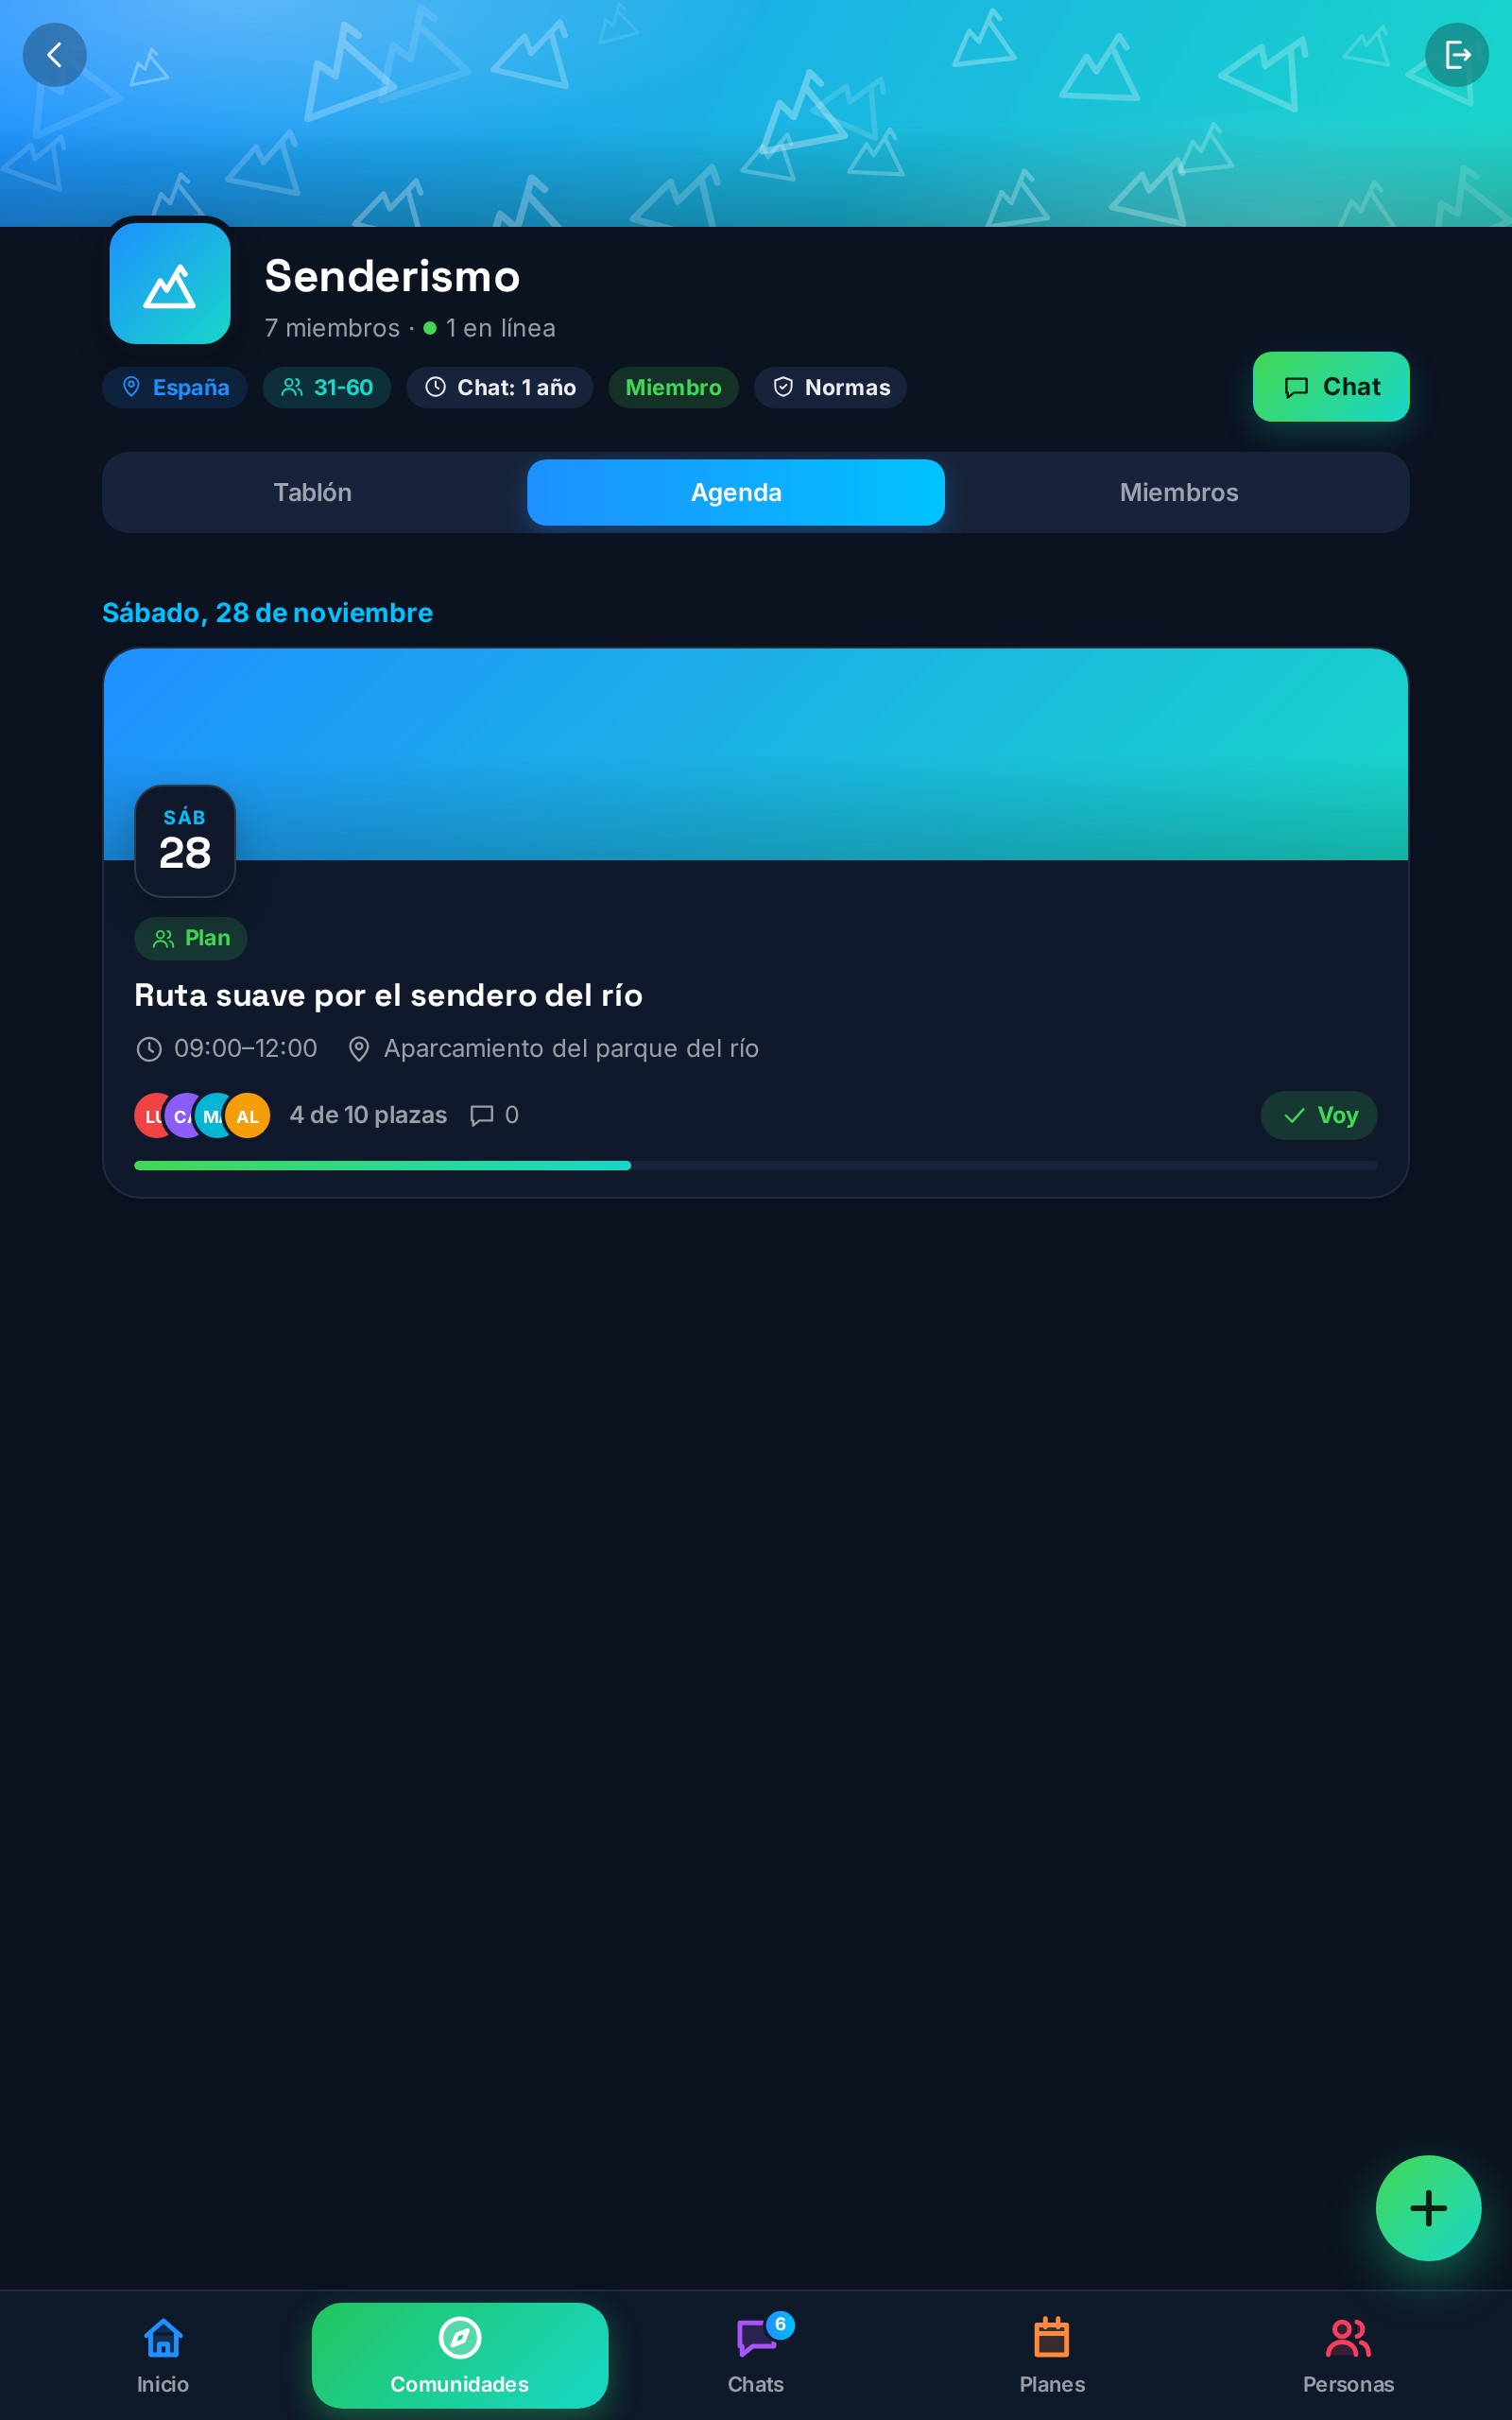 Senderismo
7 miembros · 1 en línea
España 31-60 Chat: 1 año Miembro Normas Chat
Tablón Agenda Miembros
Sábado, 28 de noviembre
SÁB
28
Plan
Ruta suave por el sendero del río
09:00–12:00 Aparcamiento del parque del río
AL 4 de 10 plazas 0 Voy
6
Inicio Comunidades Chats Planes Personas